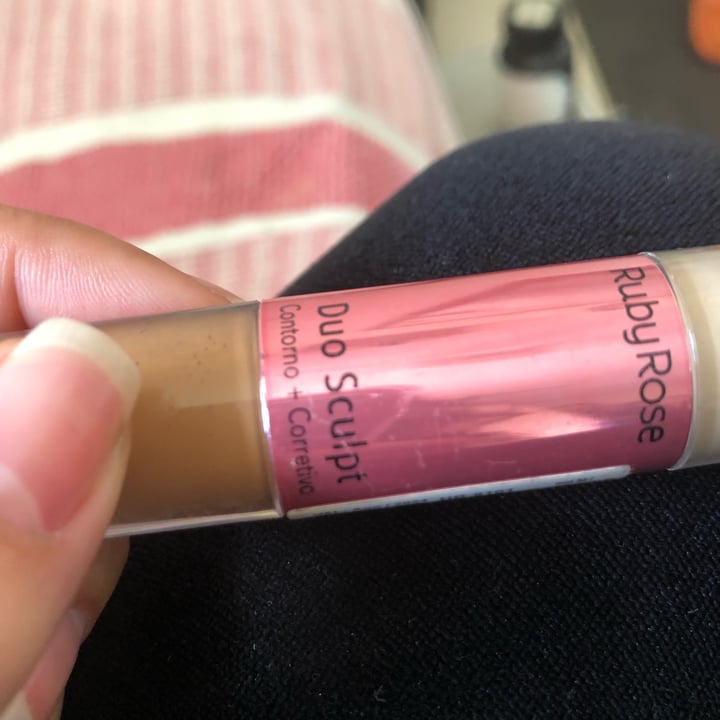 Ruby Rose
Duo Sculpt
Contorno + Corretivo